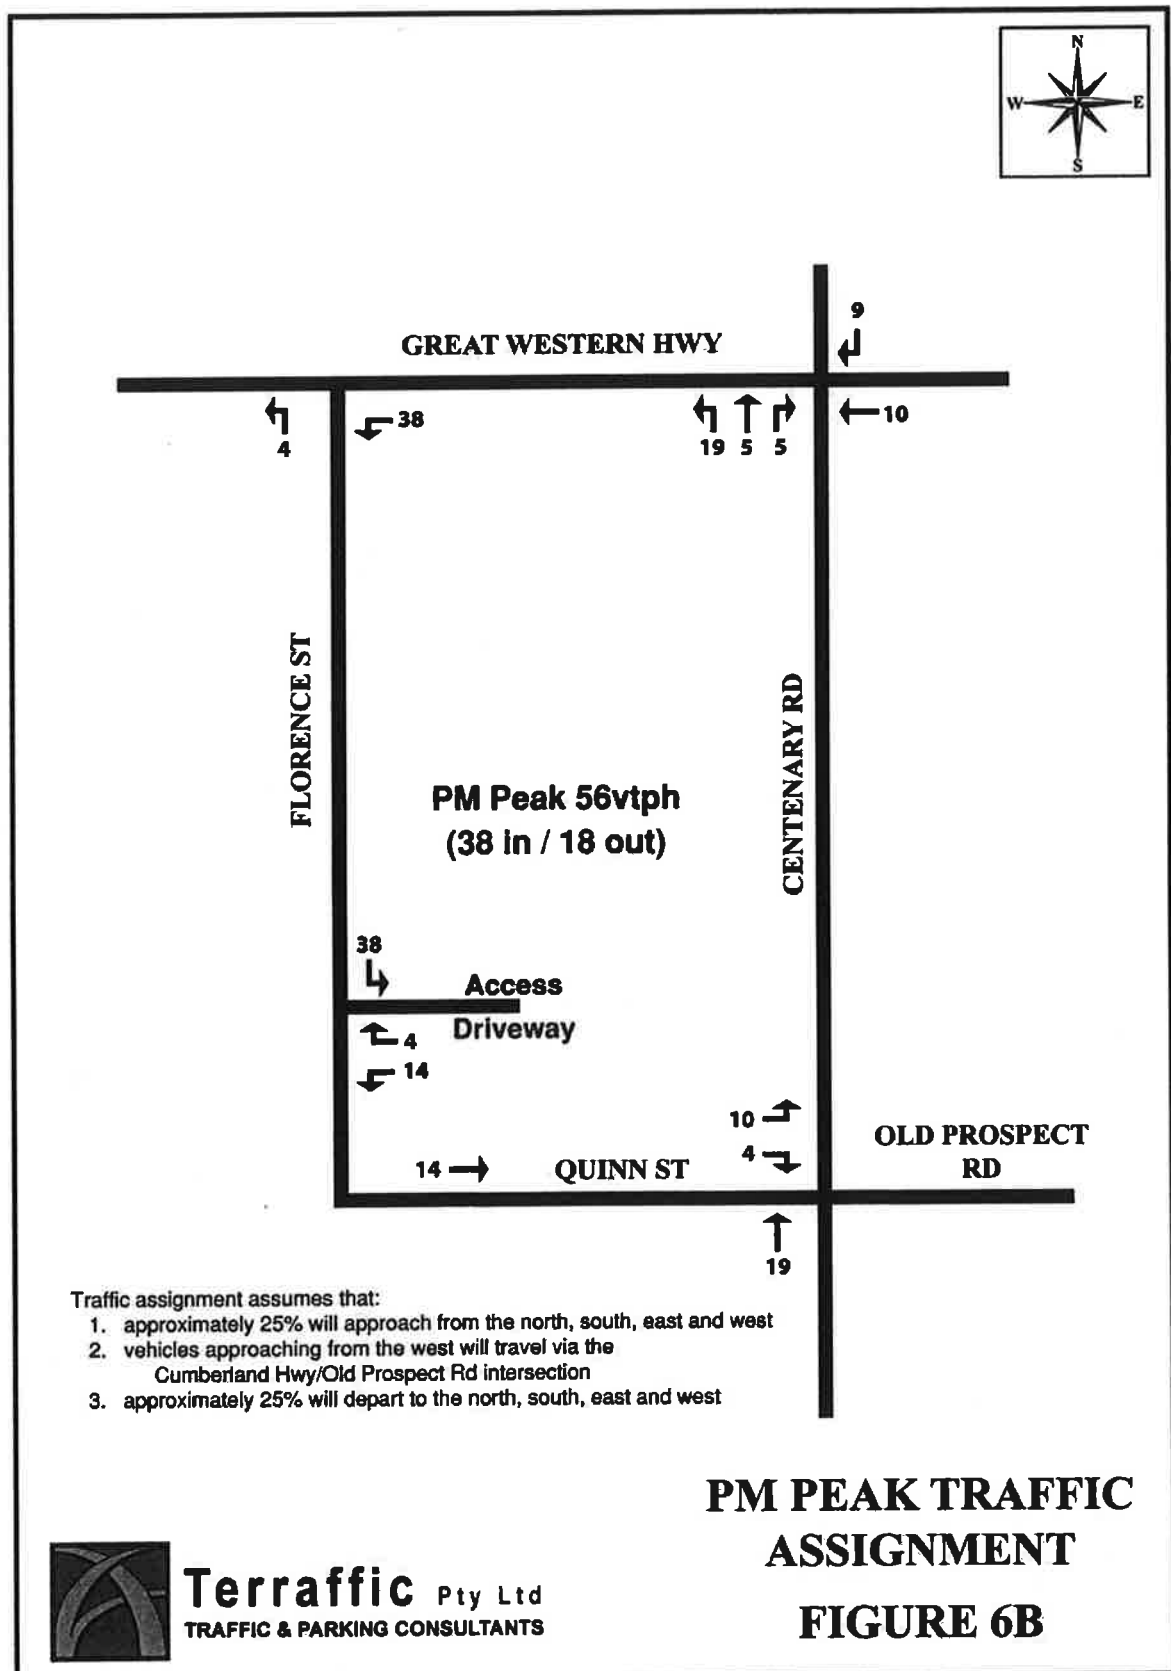 N
W E
S
9
GREAT WESTERN HWY
38
10
4
19 5 5
FLORENCE ST
CENTENARY RD
PM Peak 56vtph
(38 in / 18 out)
38
Access
Driveway
4
14
10
4
OLD PROSPECT
RD
14
QUINN ST
19
Traffic assignment assumes that:
1. approximately 25% will approach from the north, south, east and west
2. vehicles approaching from the west will travel via the
Cumberland Hwy/Old Prospect Rd intersection
3. approximately 25% will depart to the north, south, east and west
PM PEAK TRAFFIC
ASSIGNMENT
FIGURE 6B
Terraffic Pty Ltd
TRAFFIC & PARKING CONSULTANTS